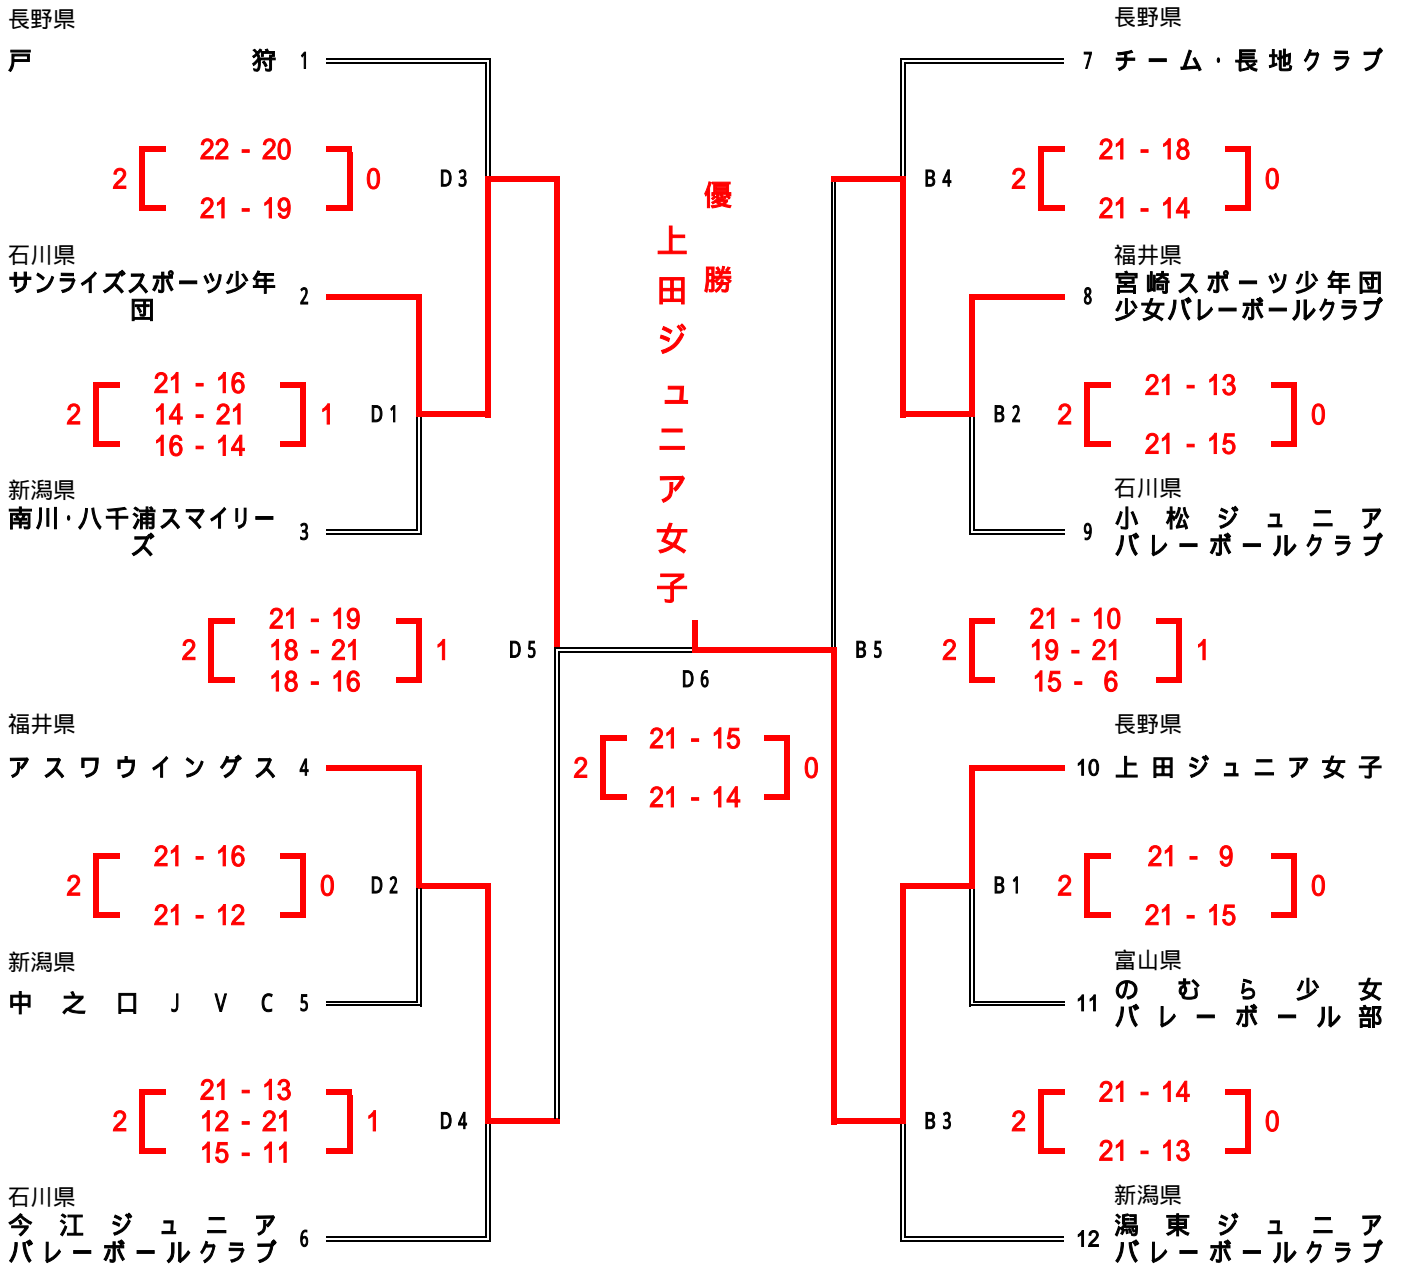 長野県
戸狩 1
22 - 20
2 0
21 - 19
D3
石川県
サンライズスポーツ少年
団
2
21 - 16
2 14 - 21 1
16 - 14
D1
新潟県
南川・八千浦スマイリー
ズ
3
21 - 19
2 18 - 21 1
18 - 16
D5
福井県
アスワウイングス 4
21 - 16
2 0
21 - 12
D2
新潟県
中之口JVC 5
21 - 13
2 12 - 21 1
15 - 11
D4
石川県
今江ジュニア
バレーボールクラブ
6
優勝
上田ジュニア女子
D6
21 - 15
2 0
21 - 14
長野県
7 チーム・長地クラブ
B4
21 - 18
2 0
21 - 14
福井県
8
宮崎スポーツ少年団
少女バレーボールクラブ
B2
21 - 13
2 0
21 - 15
石川県
9
小松ジュニア
バレーボールクラブ
B5
21 - 10
2 19 - 21 1
15 - 6
長野県
10 上田ジュニア女子
B1
21 - 9
2 0
21 - 15
富山県
11
のむら少女
バレーボール部
B3
21 - 14
2 0
21 - 13
新潟県
12
潟東ジュニア
バレーボールクラブ